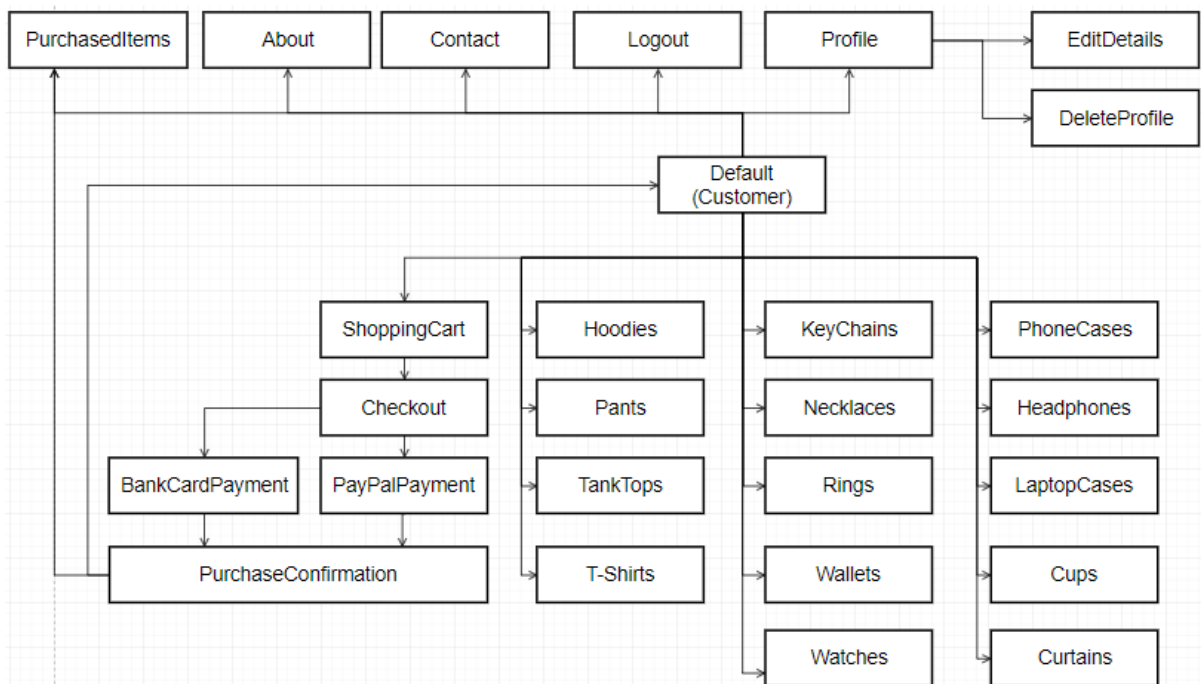 PurchasedItems
About
Contact
Logout
Profile
EditDetails
DeleteProfile
Default
(Customer)
ShoppingCart
Hoodies
KeyChains
PhoneCases
Checkout
Pants
Necklaces
Headphones
BankCardPayment
PayPalPayment
TankTops
Rings
LaptopCases
PurchaseConfirmation
T-Shirts
Wallets
Cups
Watches
Curtains